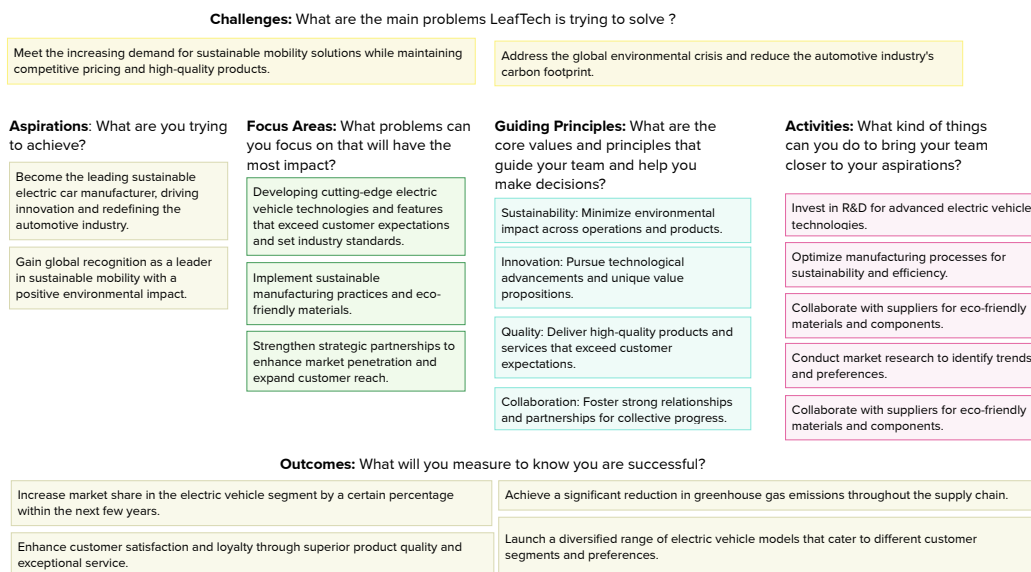 Challenges: What are the main problems LeafTech is trying to solve ?
Meet the increasing demand for sustainable mobility solutions while maintaining
competitive pricing and high-quality products.
Address the global environmental crisis and reduce the automotive industry's
carbon footprint.
Aspirations: What are you trying
to achieve?
Become the leading sustainable
electric car manufacturer, driving
innovation and redefining the
automotive industry.
Gain global recognition as a leader
in sustainable mobility with a
positive environmental impact.
Focus Areas: What problems can
you focus on that will have the
most impact?
Developing cutting-edge electric
vehicle technologies and features
that exceed customer expectations
and set industry standards.
Implement sustainable
manufacturing practices and eco-
friendly materials.
Strengthen strategic partnerships to
enhance market penetration and
expand customer reach.
Guiding Principles: What are the
core values and principles that
guide your team and help you
make decisions?
Sustainability: Minimize environmental
impact across operations and products.
Innovation: Pursue technological
advancements and unique value
propositions.
Quality: Deliver high-quality products and
services that exceed customer
expectations.
Collaboration: Foster strong relationships
and partnerships for collective progress.
Activities: What kind of things
can you do to bring your team
closer to your aspirations?
Invest in R&D for advanced electric vehicle
technologies.
Optimize manufacturing processes for
sustainability and efficiency.
Collaborate with suppliers for eco-friendly
materials and components.
Conduct market research to identify trends
and preferences.
Collaborate with suppliers for eco-friendly
materials and components.
Outcomes: What will you measure to know you are successful?
Increase market share in the electric vehicle segment by a certain percentage
within the next few years.
Enhance customer satisfaction and loyalty through superior product quality and
exceptional service.
Achieve a significant reduction in greenhouse gas emissions throughout the supply chain.
Launch a diversified range of electric vehicle models that cater to different customer
segments and preferences.